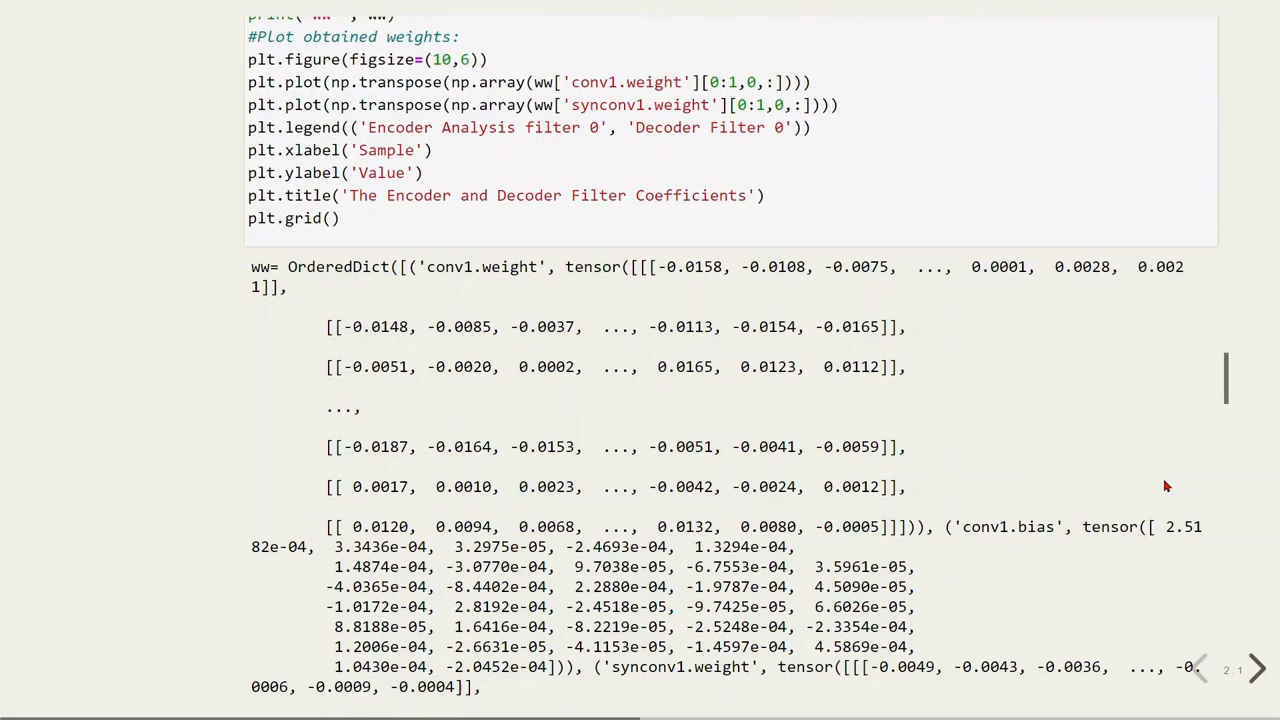 print("ww=", ww)
#Plot obtained weights:
plt.figure(figsize=(10,6))
plt.plot(np.transpose(np.array(ww['conv1.weight'][0:1,0,:])))
plt.plot(np.transpose(np.array(ww['synconv1.weight'][0:1,0,:])))
plt.legend(('Encoder Analysis filter 0', 'Decoder Filter 0'))
plt.xlabel('Sample')
plt.ylabel('Value')
plt.title('The Encoder and Decoder Filter Coefficients')
plt.grid()
ww= OrderedDict([('conv1.weight', tensor([[[-0.0158, -0.0108, -0.0075,  ...,  0.0001,  0.0028,  0.002
1]],
[[-0.0148, -0.0085, -0.0037,  ..., -0.0113, -0.0154, -0.0165]],
[[-0.0051, -0.0020,  0.0002,  ...,  0.0165,  0.0123,  0.0112]],
...,
[[-0.0187, -0.0164, -0.0153,  ..., -0.0051, -0.0041, -0.0059]],
[[ 0.0017,  0.0010,  0.0023,  ..., -0.0042, -0.0024,  0.0012]],
[[ 0.0120,  0.0094,  0.0068,  ...,  0.0132,  0.0080, -0.0005]]])), ('conv1.bias', tensor([ 2.51
82e-04,  3.3436e-04,  3.2975e-05, -2.4693e-04,  1.3294e-04,
1.4874e-04, -3.0770e-04,  9.7038e-05, -6.7553e-04,  3.5961e-05,
-4.0365e-04, -8.4402e-04,  2.2880e-04, -1.9787e-04,  4.5090e-05,
-1.0172e-04,  2.8192e-04, -2.4518e-05, -9.7425e-05,  6.6026e-05,
8.8188e-05,  1.6416e-04, -8.2219e-05, -2.5248e-04, -2.3354e-04,
1.2006e-04, -2.6631e-05, -4.1153e-05, -1.4597e-04,  4.5869e-04,
1.0430e-04, -2.0452e-04])), ('synconv1.weight', tensor([[[-0.0049, -0.0043, -0.0036,  ..., -0.
0006, -0.0009, -0.0004]],
2.1